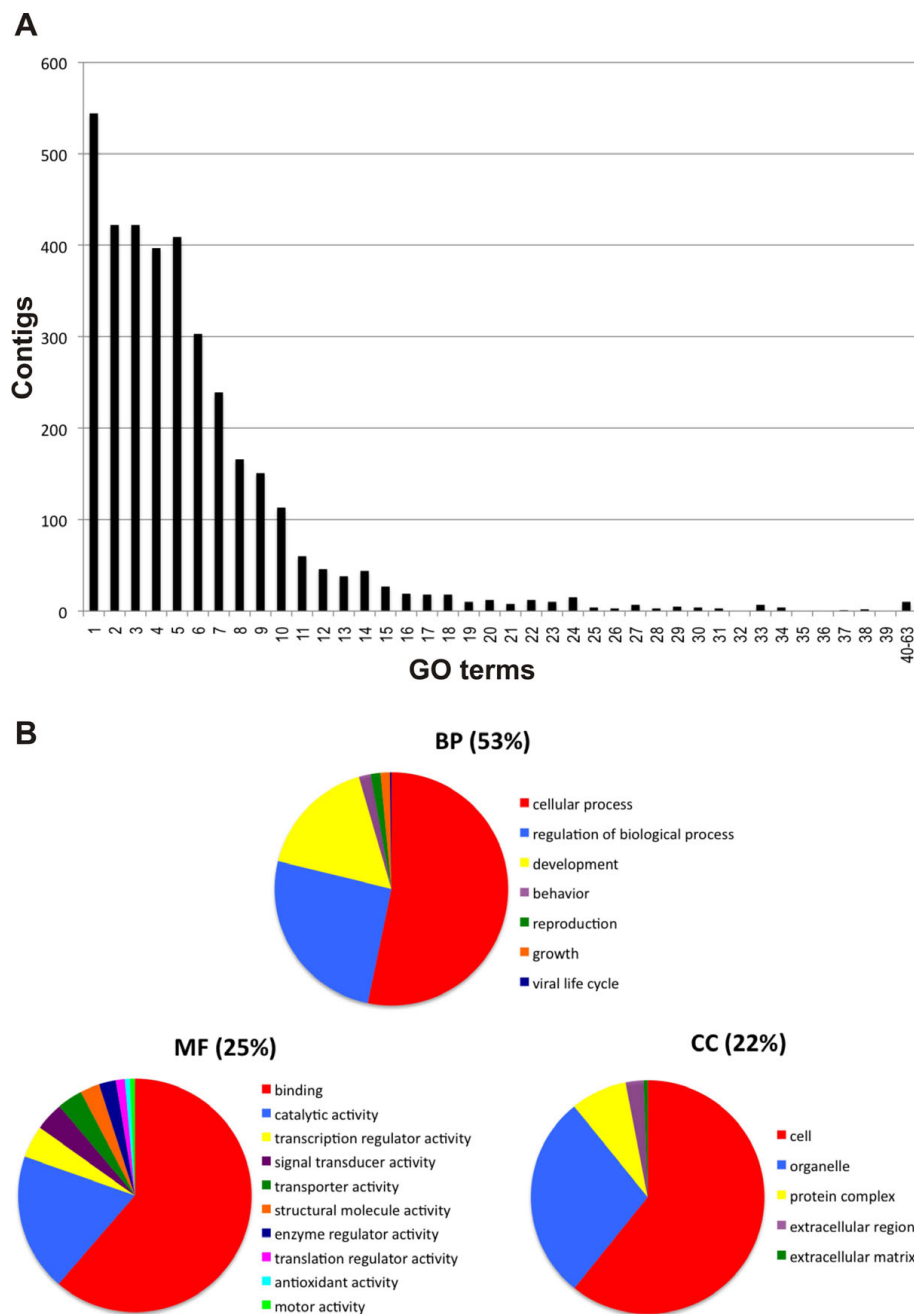 A
600
500
400
300
200
100
0
Contigs
1 2 3 4 5 6 7 8 9 10 11 12 13 14 15 16 17 18 19 20 21 22 23 24 25 26 27 28 29 30 31 32 33 34 35 36 37 38 39 40-63
GO terms
B
BP (53%)
cellular process
regulation of biological process
development
behavior
reproduction
growth
viral life cycle
MF (25%)
binding
catalytic activity
transcription regulator activity
signal transducer activity
transporter activity
structural molecule activity
enzyme regulator activity
translation regulator activity
antioxidant activity
motor activity
CC (22%)
cell
organelle
protein complex
extracellular region
extracellular matrix